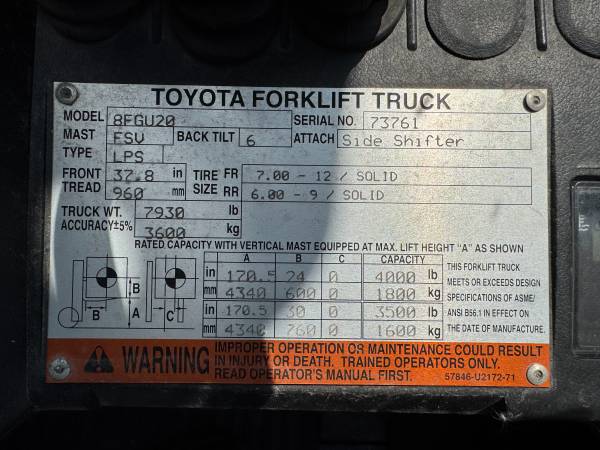 TOYOTA FORKLIFT TRUCK
MODEL 8FGU20 SERIAL NO. 73761
MAST FSV BACK TILT 6 ATTACH Side Shifter
TYPE LPS
FRONT TREAD 37.8 in 960 mm
TIRE SIZE FR 7.00 - 12 / SOLID
RR 6.00 - 9 / SOLID
TRUCK WT. 7930 lb
ACCURACY±5% 3600 kg
RATED CAPACITY WITH VERTICAL MAST EQUIPPED AT MAX. LIFT HEIGHT "A" AS SHOWN
A B C CAPACITY
in 170.5 24 0 4000 lb
mm 4340 600 0 1800 kg
in 170.5 30 0 3500 lb
mm 4340 760 0 1600 kg
B
B A C
THIS FORKLIFT TRUCK
MEETS OR EXCEEDS DESIGN
SPECIFICATIONS OF ASME/
ANSI B56.1 IN EFFECT ON
THE DATE OF MANUFACTURE.
WARNING
IMPROPER OPERATION OR MAINTENANCE COULD RESULT
IN INJURY OR DEATH. TRAINED OPERATORS ONLY.
READ OPERATOR'S MANUAL FIRST.
57846-U2172-71